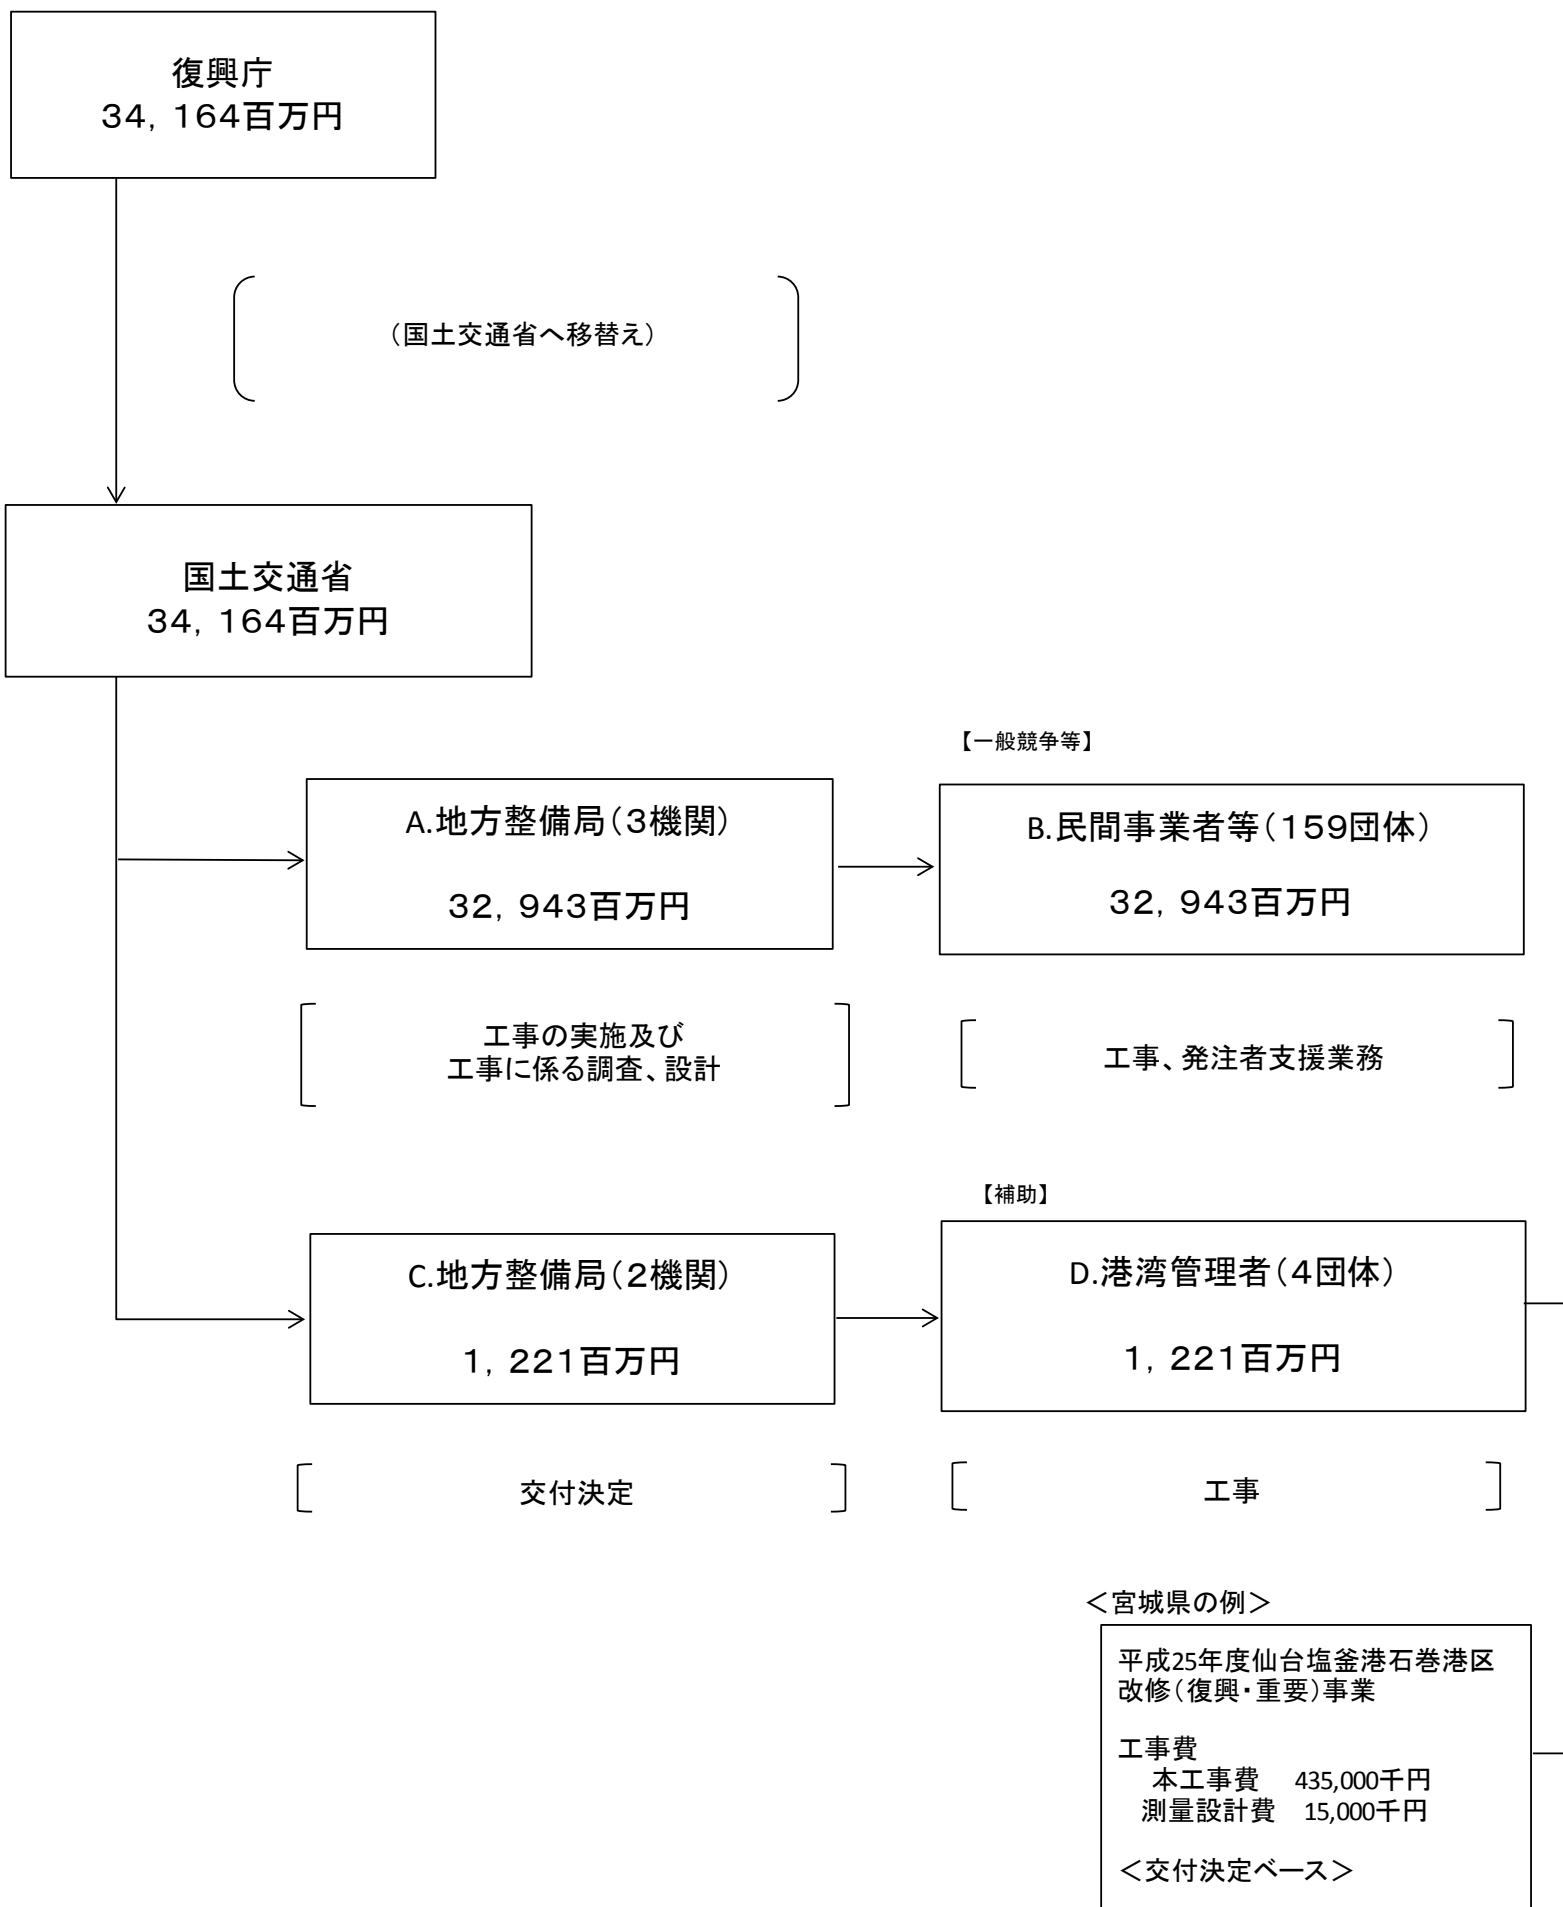 復興庁
34，164百万円
（国土交通省へ移替え）
国土交通省
34，164百万円
【一般競争等】
A.地方整備局（3機関）
32，943百万円
B.民間事業者等（159団体）
32，943百万円
工事の実施及び
工事に係る調査、設計
工事、発注者支援業務
【補助】
C.地方整備局（2機関）
1，221百万円
D.港湾管理者（4団体）
1，221百万円
交付決定
工事
＜宮城県の例＞
平成25年度仙台塩釜港石巻港区
改修（復興・重要）事業
工事費
本工事費　435,000千円
測量設計費　15,000千円
＜交付決定ベース＞